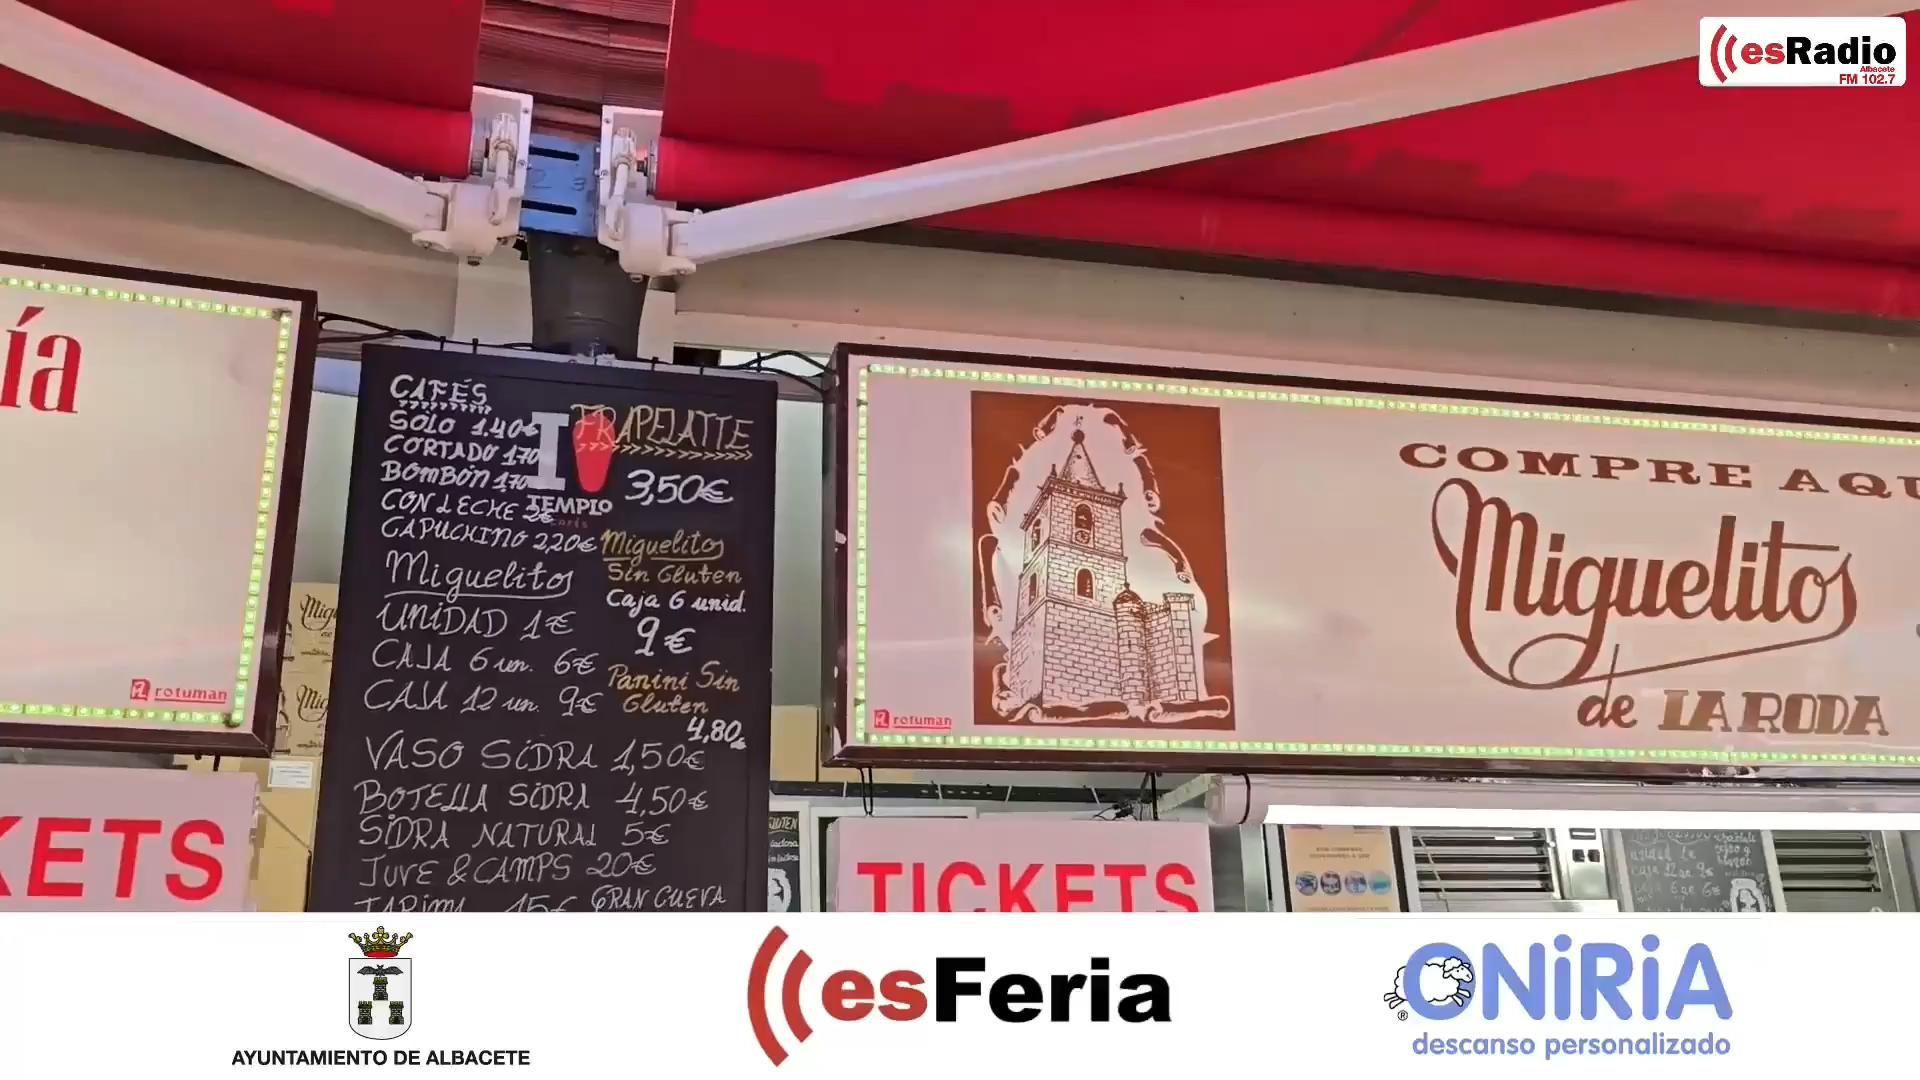 esRadio
Albacete
FM 102.7
ía
rotuman
KETS
CAFÉS
SOLO 1.40€
CORTADO 1,70
BOMBÓN 1,70
CON LECHE 2€
CAPUCHINO 2,20€
Miguelitos
UNIDAD 1€
CAJA 6 un. 6€
CAJA 12 un. 9€
VASO SIDRA 1,50€
BOTELLA SIDRA 4,50€
SIDRA NATURAL 5€
JUVE & CAMPS 20€
15€ GRAN CUEVA
I
TEMPLO
cafés
FRAPELATTE
3,50€
Miguelitos
Sin Gluten
Caja 6 unid.
9€
Panini Sin
Gluten
4,80€
COMPRE AQU
Miguelitos
de LA RODA
rotuman
TICKETS
AYUNTAMIENTO DE ALBACETE
esFeria
ONiRiA
®
descanso personalizado